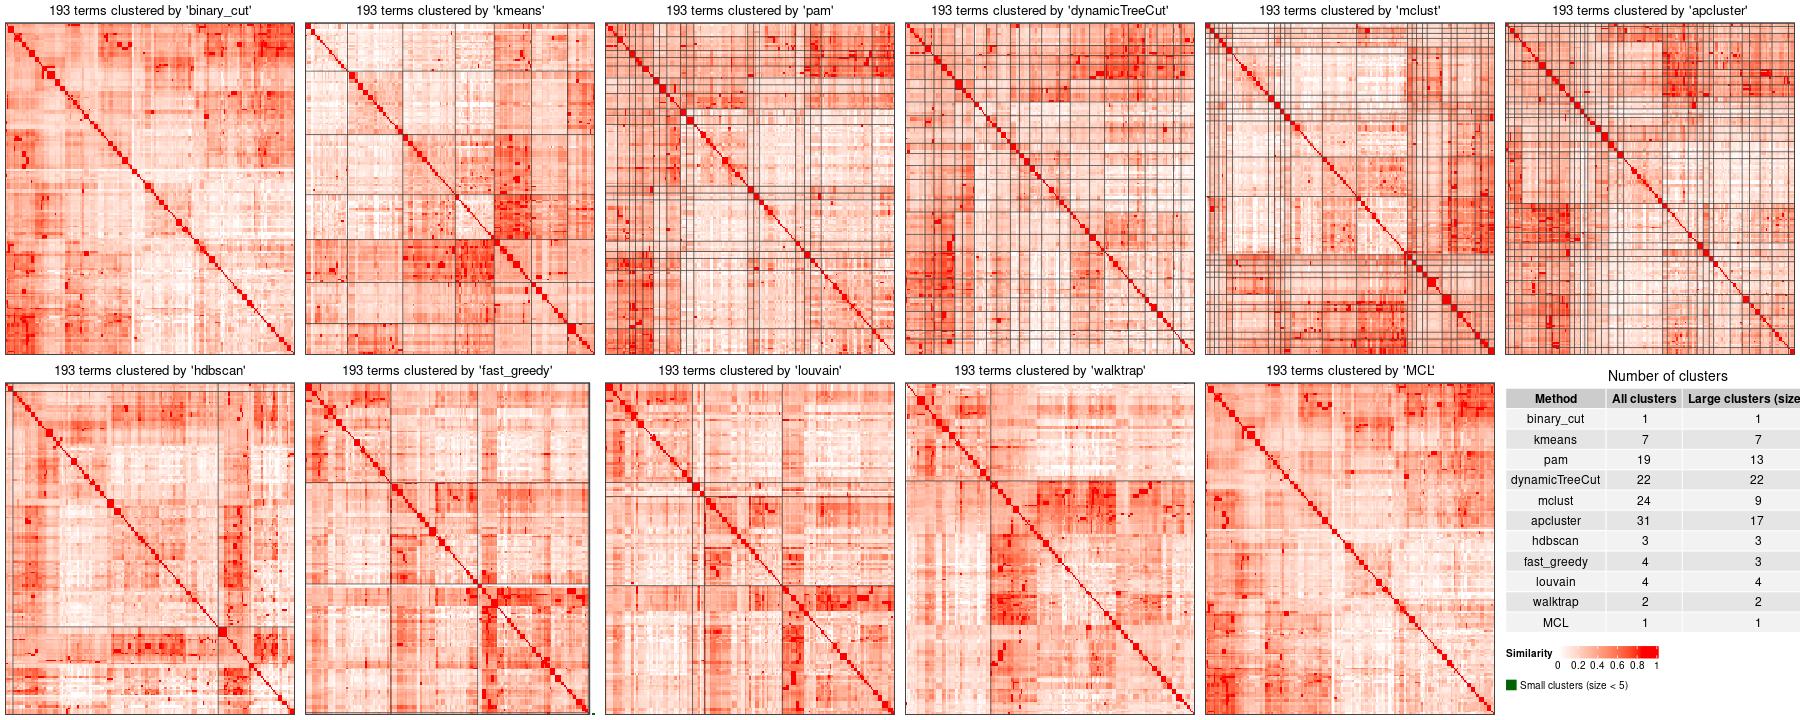 193 terms clustered by 'binary_cut'
193 terms clustered by 'kmeans'
193 terms clustered by 'pam'
193 terms clustered by 'dynamicTreeCut'
193 terms clustered by 'mclust'
193 terms clustered by 'apcluster'
193 terms clustered by 'hdbscan'
193 terms clustered by 'fast_greedy'
193 terms clustered by 'louvain'
193 terms clustered by 'walktrap'
193 terms clustered by 'MCL'
Number of clusters
Method All clusters Large clusters (size
binary_cut 1 1
kmeans 7 7
pam 19 13
dynamicTreeCut 22 22
mclust 24 9
apcluster 31 17
hdbscan 3 3
fast_greedy 4 3
louvain 4 4
walktrap 2 2
MCL 1 1
Similarity
0 0.2 0.4 0.6 0.8 1
Small clusters (size < 5)